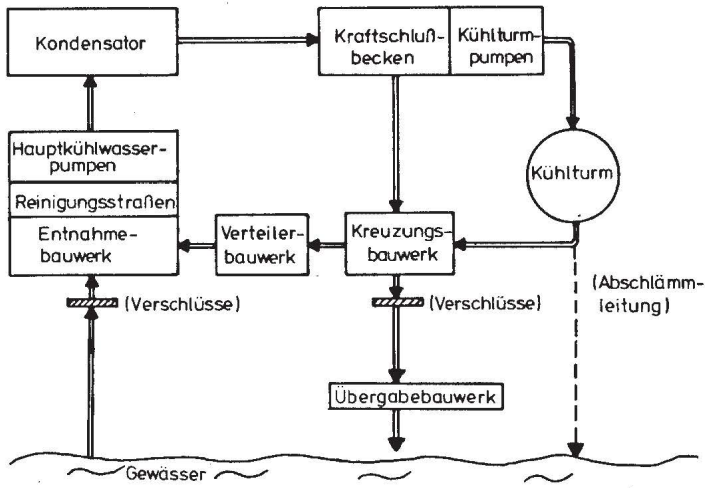 Kondensator
Kraftschluß-
becken
Kühlturm-
pumpen
Hauptkühlwasser-
pumpen
Reinigungsstraßen
Entnahme-
bauwerk
Verteiler-
bauwerk
Kreuzungs-
bauwerk
Kühlturm
(Verschlüsse)
(Verschlüsse)
(Abschlämm-
leitung)
Übergabebauwerk
Gewässer